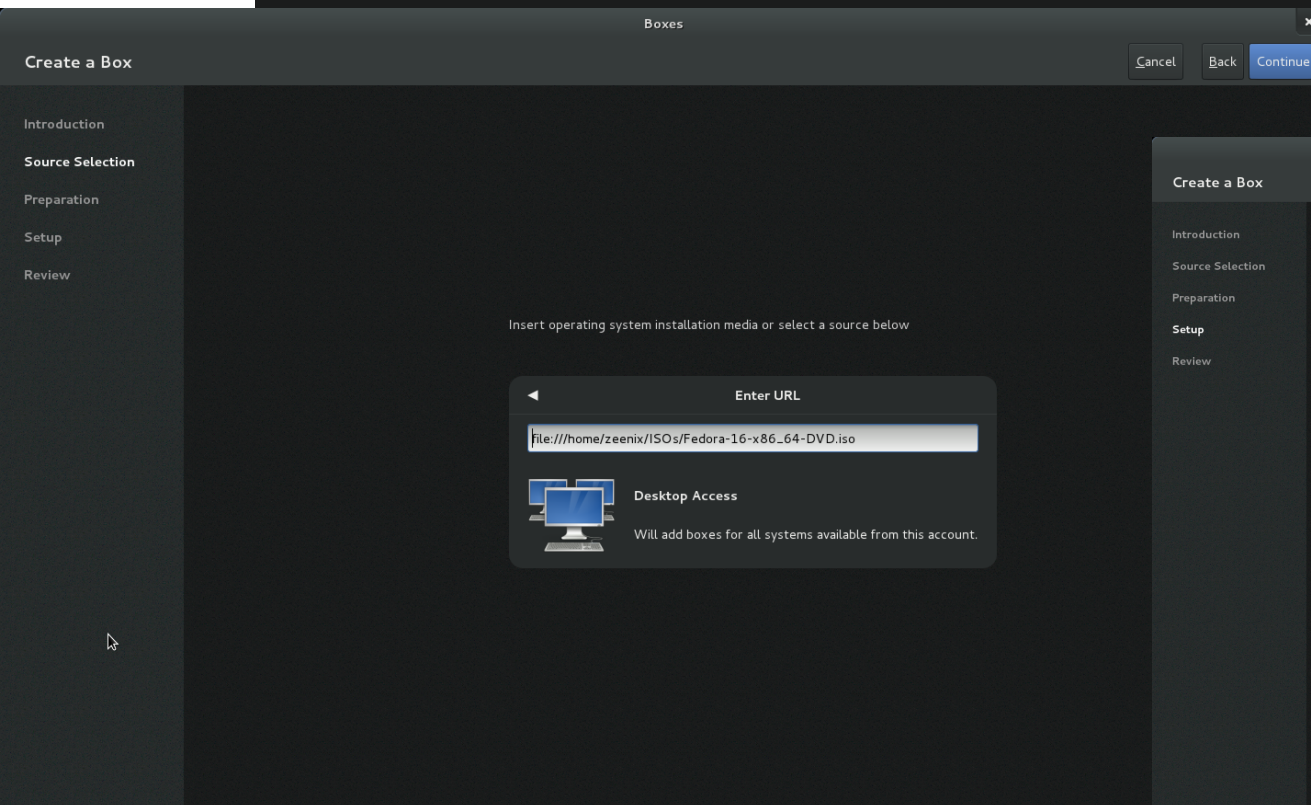 Boxes
Create a Box
Cancel
Back
Continue
Introduction
Source Selection
Preparation
Setup
Review
Insert operating system installation media or select a source below
Enter URL
file:///home/zeenix/ISOs/Fedora-16-x86_64-DVD.iso
Desktop Access
Will add boxes for all systems available from this account.
Create a Box
Introduction
Source Selection
Preparation
Setup
Review